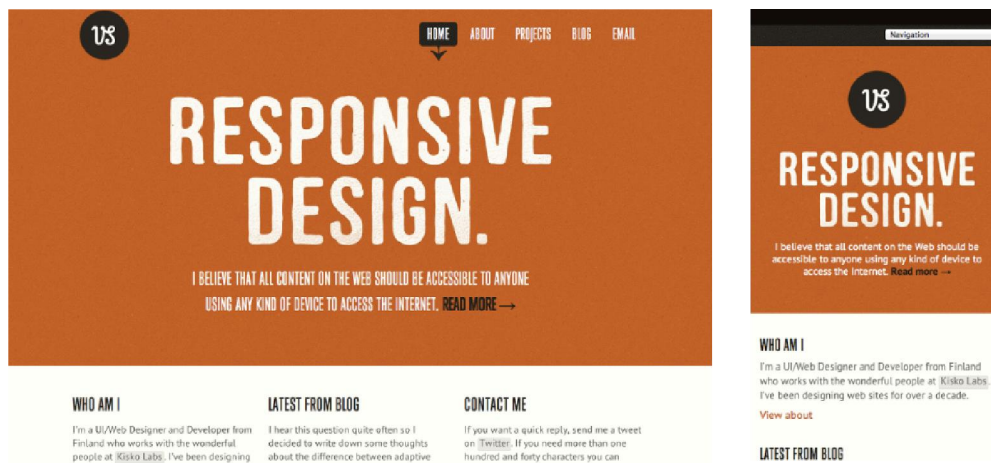 VS
HOME ABOUT PROJECTS BLOG EMAIL
RESPONSIVE
DESIGN.
I BELIEVE THAT ALL CONTENT ON THE WEB SHOULD BE ACCESSIBLE TO ANYONE
USING ANY KIND OF DEVICE TO ACCESS THE INTERNET. READ MORE →
WHO AM I
I'm a UI/Web Designer and Developer from
Finland who works with the wonderful
people at Kisko Labs. I've been designing
LATEST FROM BLOG
I hear this question quite often so I
decided to write down some thoughts
about the difference between adaptive
CONTACT ME
If you want a quick reply, send me a tweet
on Twitter. If you need more than one
hundred and forty characters you can
Navigation
VS
RESPONSIVE
DESIGN.
I believe that all content on the Web should be
accessible to anyone using any kind of device to
access the Internet. Read more →
WHO AM I
I'm a UI/Web Designer and Developer from Finland
who works with the wonderful people at Kisko Labs.
I've been designing web sites for over a decade.
View about
LATEST FROM BLOG